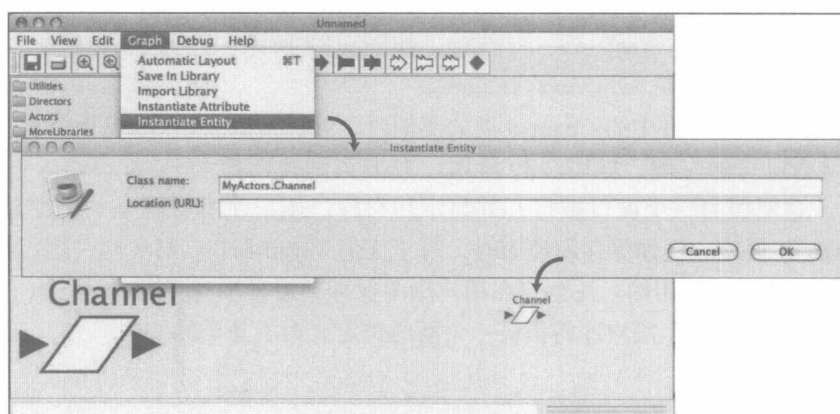 Unnamed
File View Edit Graph Debug Help
Automatic Layout ⌘T
Save In Library
Import Library
Instantiate Attribute
Instantiate Entity
Utilities
Directors
Actors
MoreLibraries
Instantiate Entity
Class name: MyActors.Channel
Location (URL):
Cancel OK
Channel
Channel